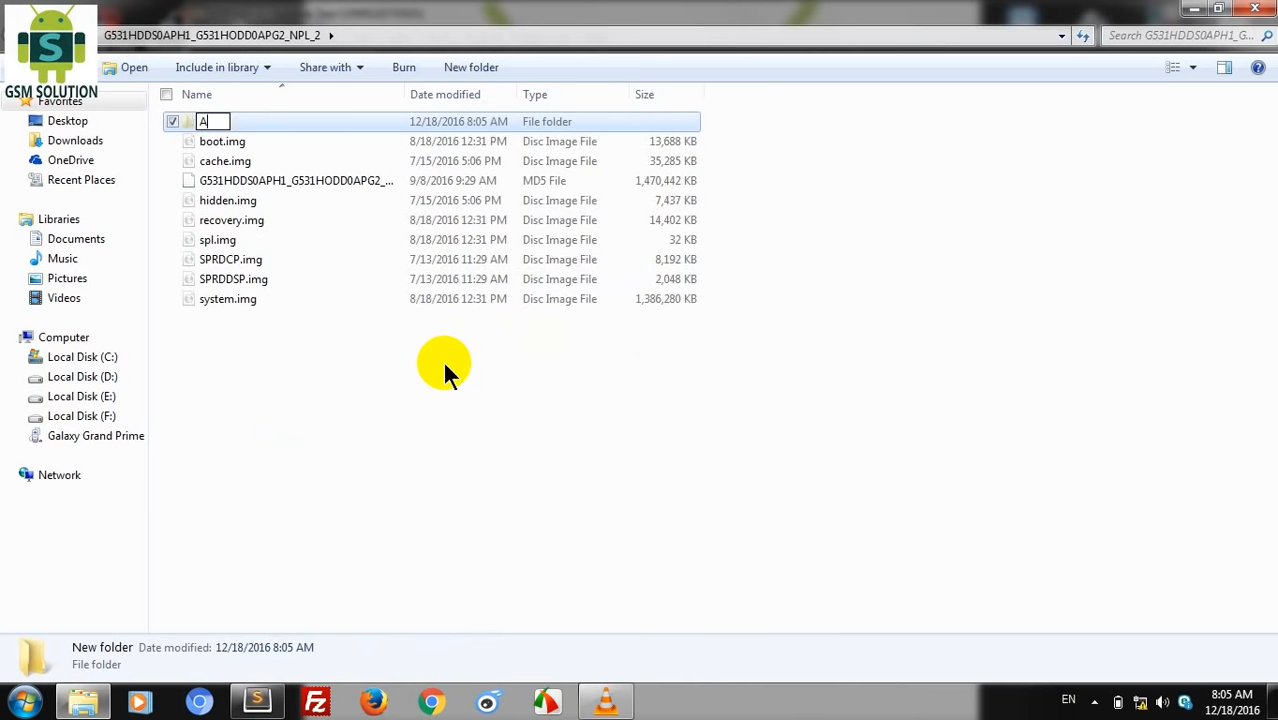 G531HDDS0APH1_G531HODD0APG2_NPL_2
Search G531HDDS0APH1_G...
S
GSM SOLUTION
Open
Include in library
Share with
Burn
New folder
Name
Date modified
Type
Size
Favorites
Desktop
Downloads
OneDrive
Recent Places
Libraries
Documents
Music
Pictures
Videos
Computer
Local Disk (C:)
Local Disk (D:)
Local Disk (E:)
Local Disk (F:)
Galaxy Grand Prime
Network
A 12/18/2016 8:05 AM File folder
boot.img 8/18/2016 12:31 PM Disc Image File 13,688 KB
cache.img 7/15/2016 5:06 PM Disc Image File 35,285 KB
G531HDDS0APH1_G531HODD0APG2_... 9/8/2016 9:29 AM MD5 File 1,470,442 KB
hidden.img 7/15/2016 5:06 PM Disc Image File 7,437 KB
recovery.img 8/18/2016 12:31 PM Disc Image File 14,402 KB
spl.img 8/18/2016 12:31 PM Disc Image File 32 KB
SPRDCP.img 7/13/2016 11:29 AM Disc Image File 8,192 KB
SPRDDSP.img 7/13/2016 11:29 AM Disc Image File 2,048 KB
system.img 8/18/2016 12:31 PM Disc Image File 1,386,280 KB
New folder Date modified: 12/18/2016 8:05 AM
File folder
S
Fz
EN
8:05 AM
12/18/2016